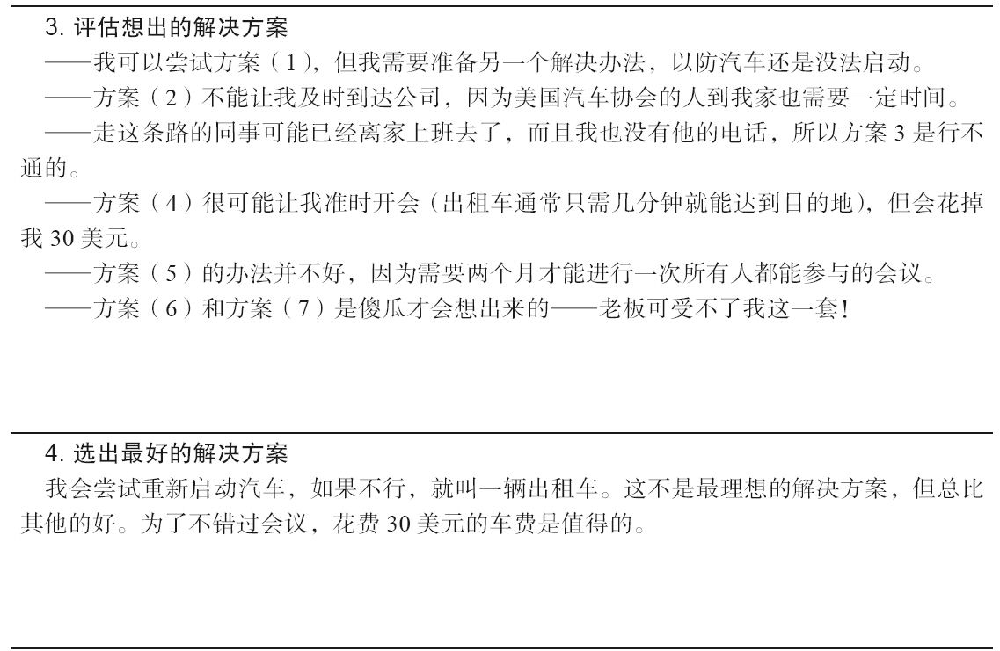 3. 评估想出的解决方案
——我可以尝试方案（1），但我需要准备另一个解决办法，以防汽车还是没法启动。
——方案（2）不能让我及时到达公司，因为美国汽车协会的人到我家也需要一定时间。
——走这条路的同事可能已经离家上班去了，而且我也没有他的电话，所以方案 3 是行不
通的。
——方案（4）很可能让我准时开会（出租车通常只需几分钟就能达到目的地），但会花掉
我 30 美元。
——方案（5）的办法并不好，因为需要两个月才能进行一次所有人都能参与的会议。
——方案（6）和方案（7）是傻瓜才会想出来的——老板可受不了我这一套！
4. 选出最好的解决方案
我会尝试重新启动汽车，如果不行，就叫一辆出租车。这不是最理想的解决方案，但总比
其他的好。为了不错过会议，花费 30 美元的车费是值得的。